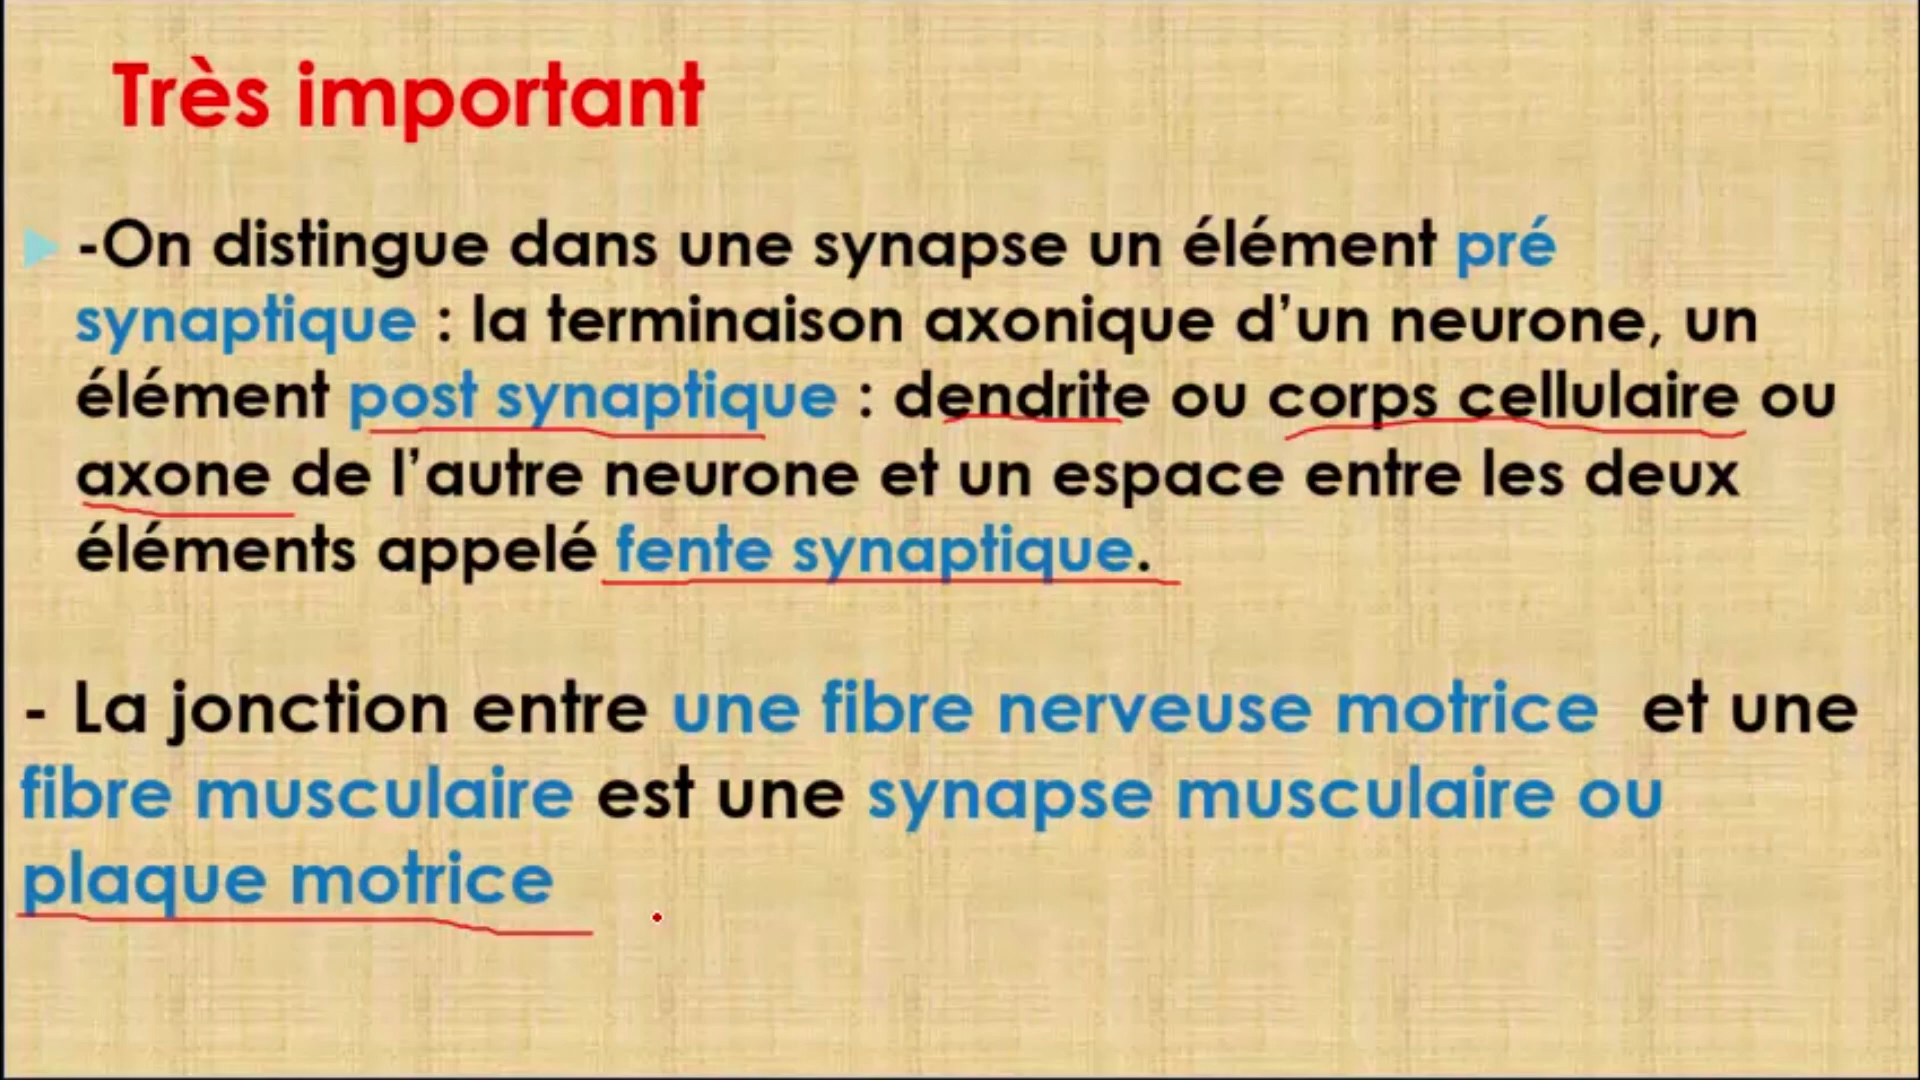 Très important
-On distingue dans une synapse un élément pré
synaptique : la terminaison axonique d’un neurone, un
élément post synaptique : dendrite ou corps cellulaire ou
axone de l’autre neurone et un espace entre les deux
éléments appelé fente synaptique.
- La jonction entre une fibre nerveuse motrice et une
fibre musculaire est une synapse musculaire ou
plaque motrice